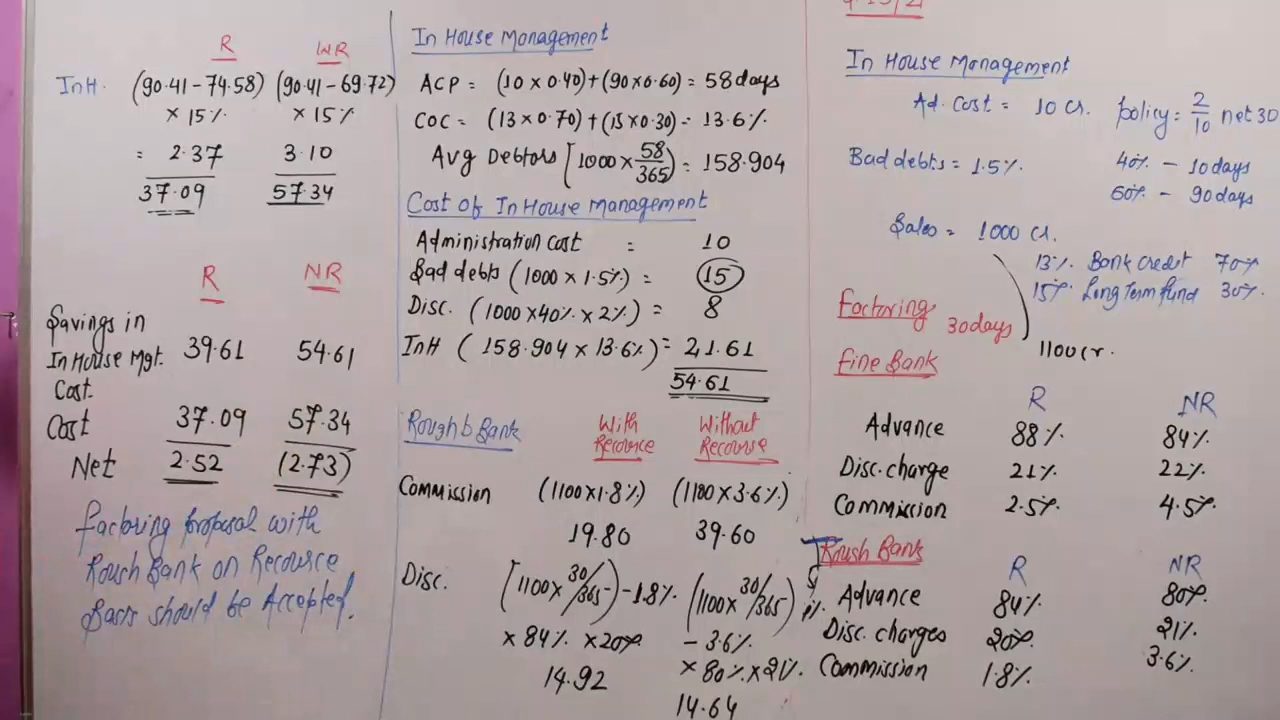 R WR
InH. (90.41 - 74.58) (90.41 - 69.72)
× 15% × 15%
= 2.37 3.10
37.09 57.34
R NR
Savings in
In House Mgt. 39.61 54.61
Cost.
Cost 37.09 57.34
Net 2.52 (2.73)
factoring proposal with
Roush Bank on Recourse
Basis should be Accepted.
In House Management
ACP = (10 × 0.40) + (90 × 0.60) = 58 days
COC = (13 × 0.70) + (15 × 0.30) = 13.6%
Avg Debtors [1000 × 58/365] = 158.904
Cost of In House Management
Administration Cost = 10
Bad debts (1000 × 1.5%) = 15
Disc. (1000 × 40% × 2%) = 8
InH (158.904 × 13.6%) = 21.61
54.61
Rough b Bank With Recource Without Recourse
Commission (1100 × 1.8%) (1100 × 3.6%)
19.80 39.60
Disc. [1100 × 30/365) - 1.8% (1100 × 30/365)
× 84% × 20% - 3.6%
14.92 × 80% × 21%.
14.64
In House Management
Ad. Cost = 10 Cr. policy = 2/10 net 30
Bad debts = 1.5% 40% - 10 days
60% - 90 days
Sales = 1000 Cr.
13% Bank Credit 70%
15% Long Term fund 30%.
factoring 30 days
1100 cr.
fine Bank
R NR
Advance 88% 84%
Disc. charge 21% 22%
Commission 2.5% 4.5%
Roush Bank
R NR
Advance 84% 80%
Disc. charges 20% 21%
Commission 1.8% 3.6%